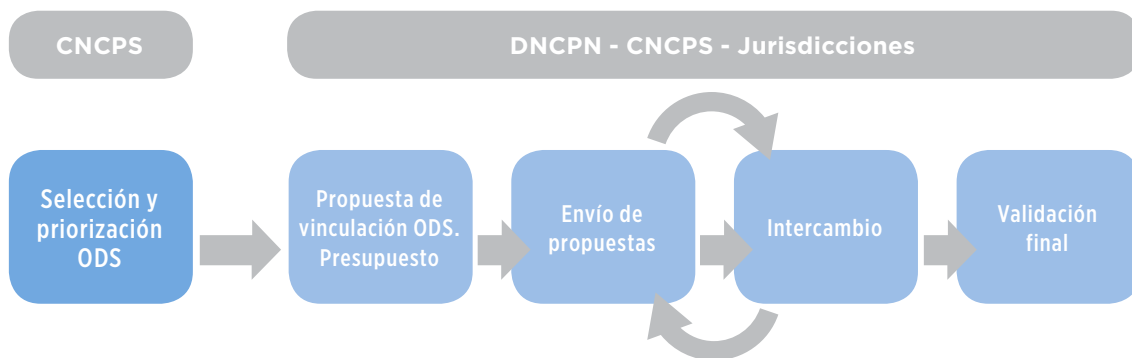 CNCPS
DNCPN - CNCPS - Jurisdicciones
Selección y
priorización
ODS
Propuesta de
vinculación ODS.
Presupuesto
Envío de
propuestas
Intercambio
Validación
final